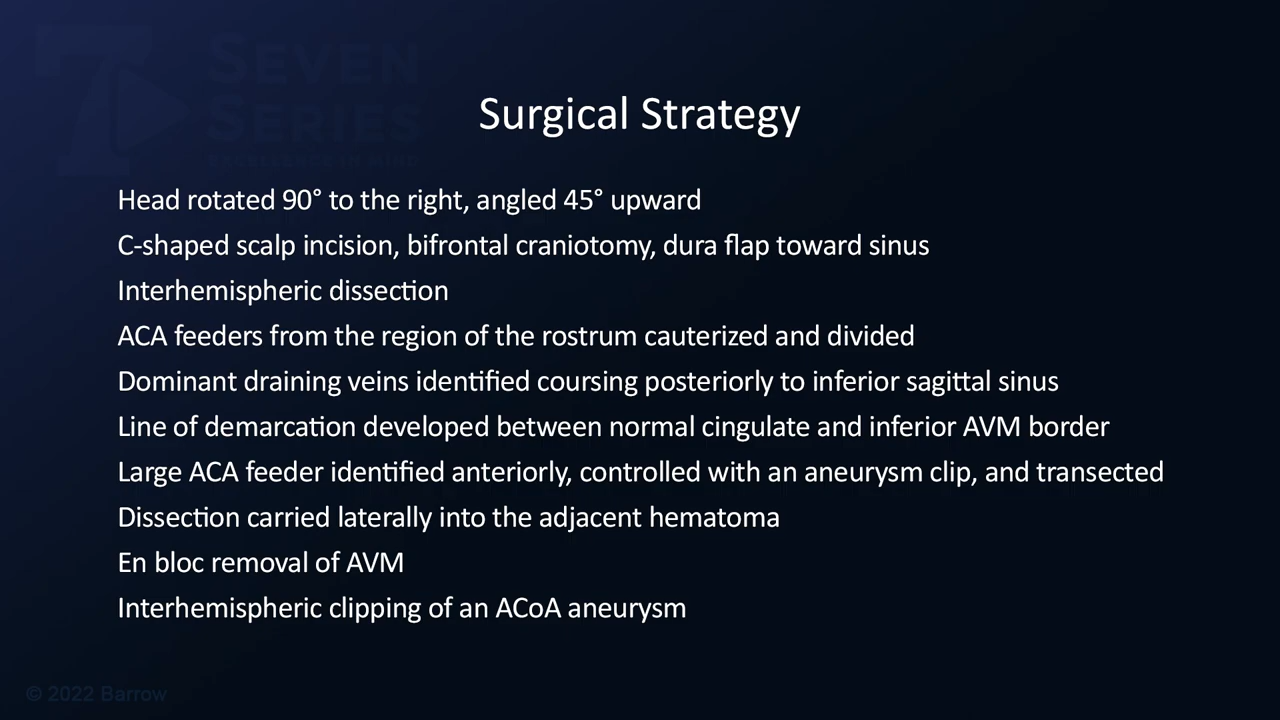 SEVEN
SERIES
EXCELLENCE IN MIND
Surgical Strategy
Head rotated 90° to the right, angled 45° upward
C-shaped scalp incision, bifrontal craniotomy, dura flap toward sinus
Interhemispheric dissection
ACA feeders from the region of the rostrum cauterized and divided
Dominant draining veins identified coursing posteriorly to inferior sagittal sinus
Line of demarcation developed between normal cingulate and inferior AVM border
Large ACA feeder identified anteriorly, controlled with an aneurysm clip, and transected
Dissection carried laterally into the adjacent hematoma
En bloc removal of AVM
Interhemispheric clipping of an ACoA aneurysm
© 2022 Barrow